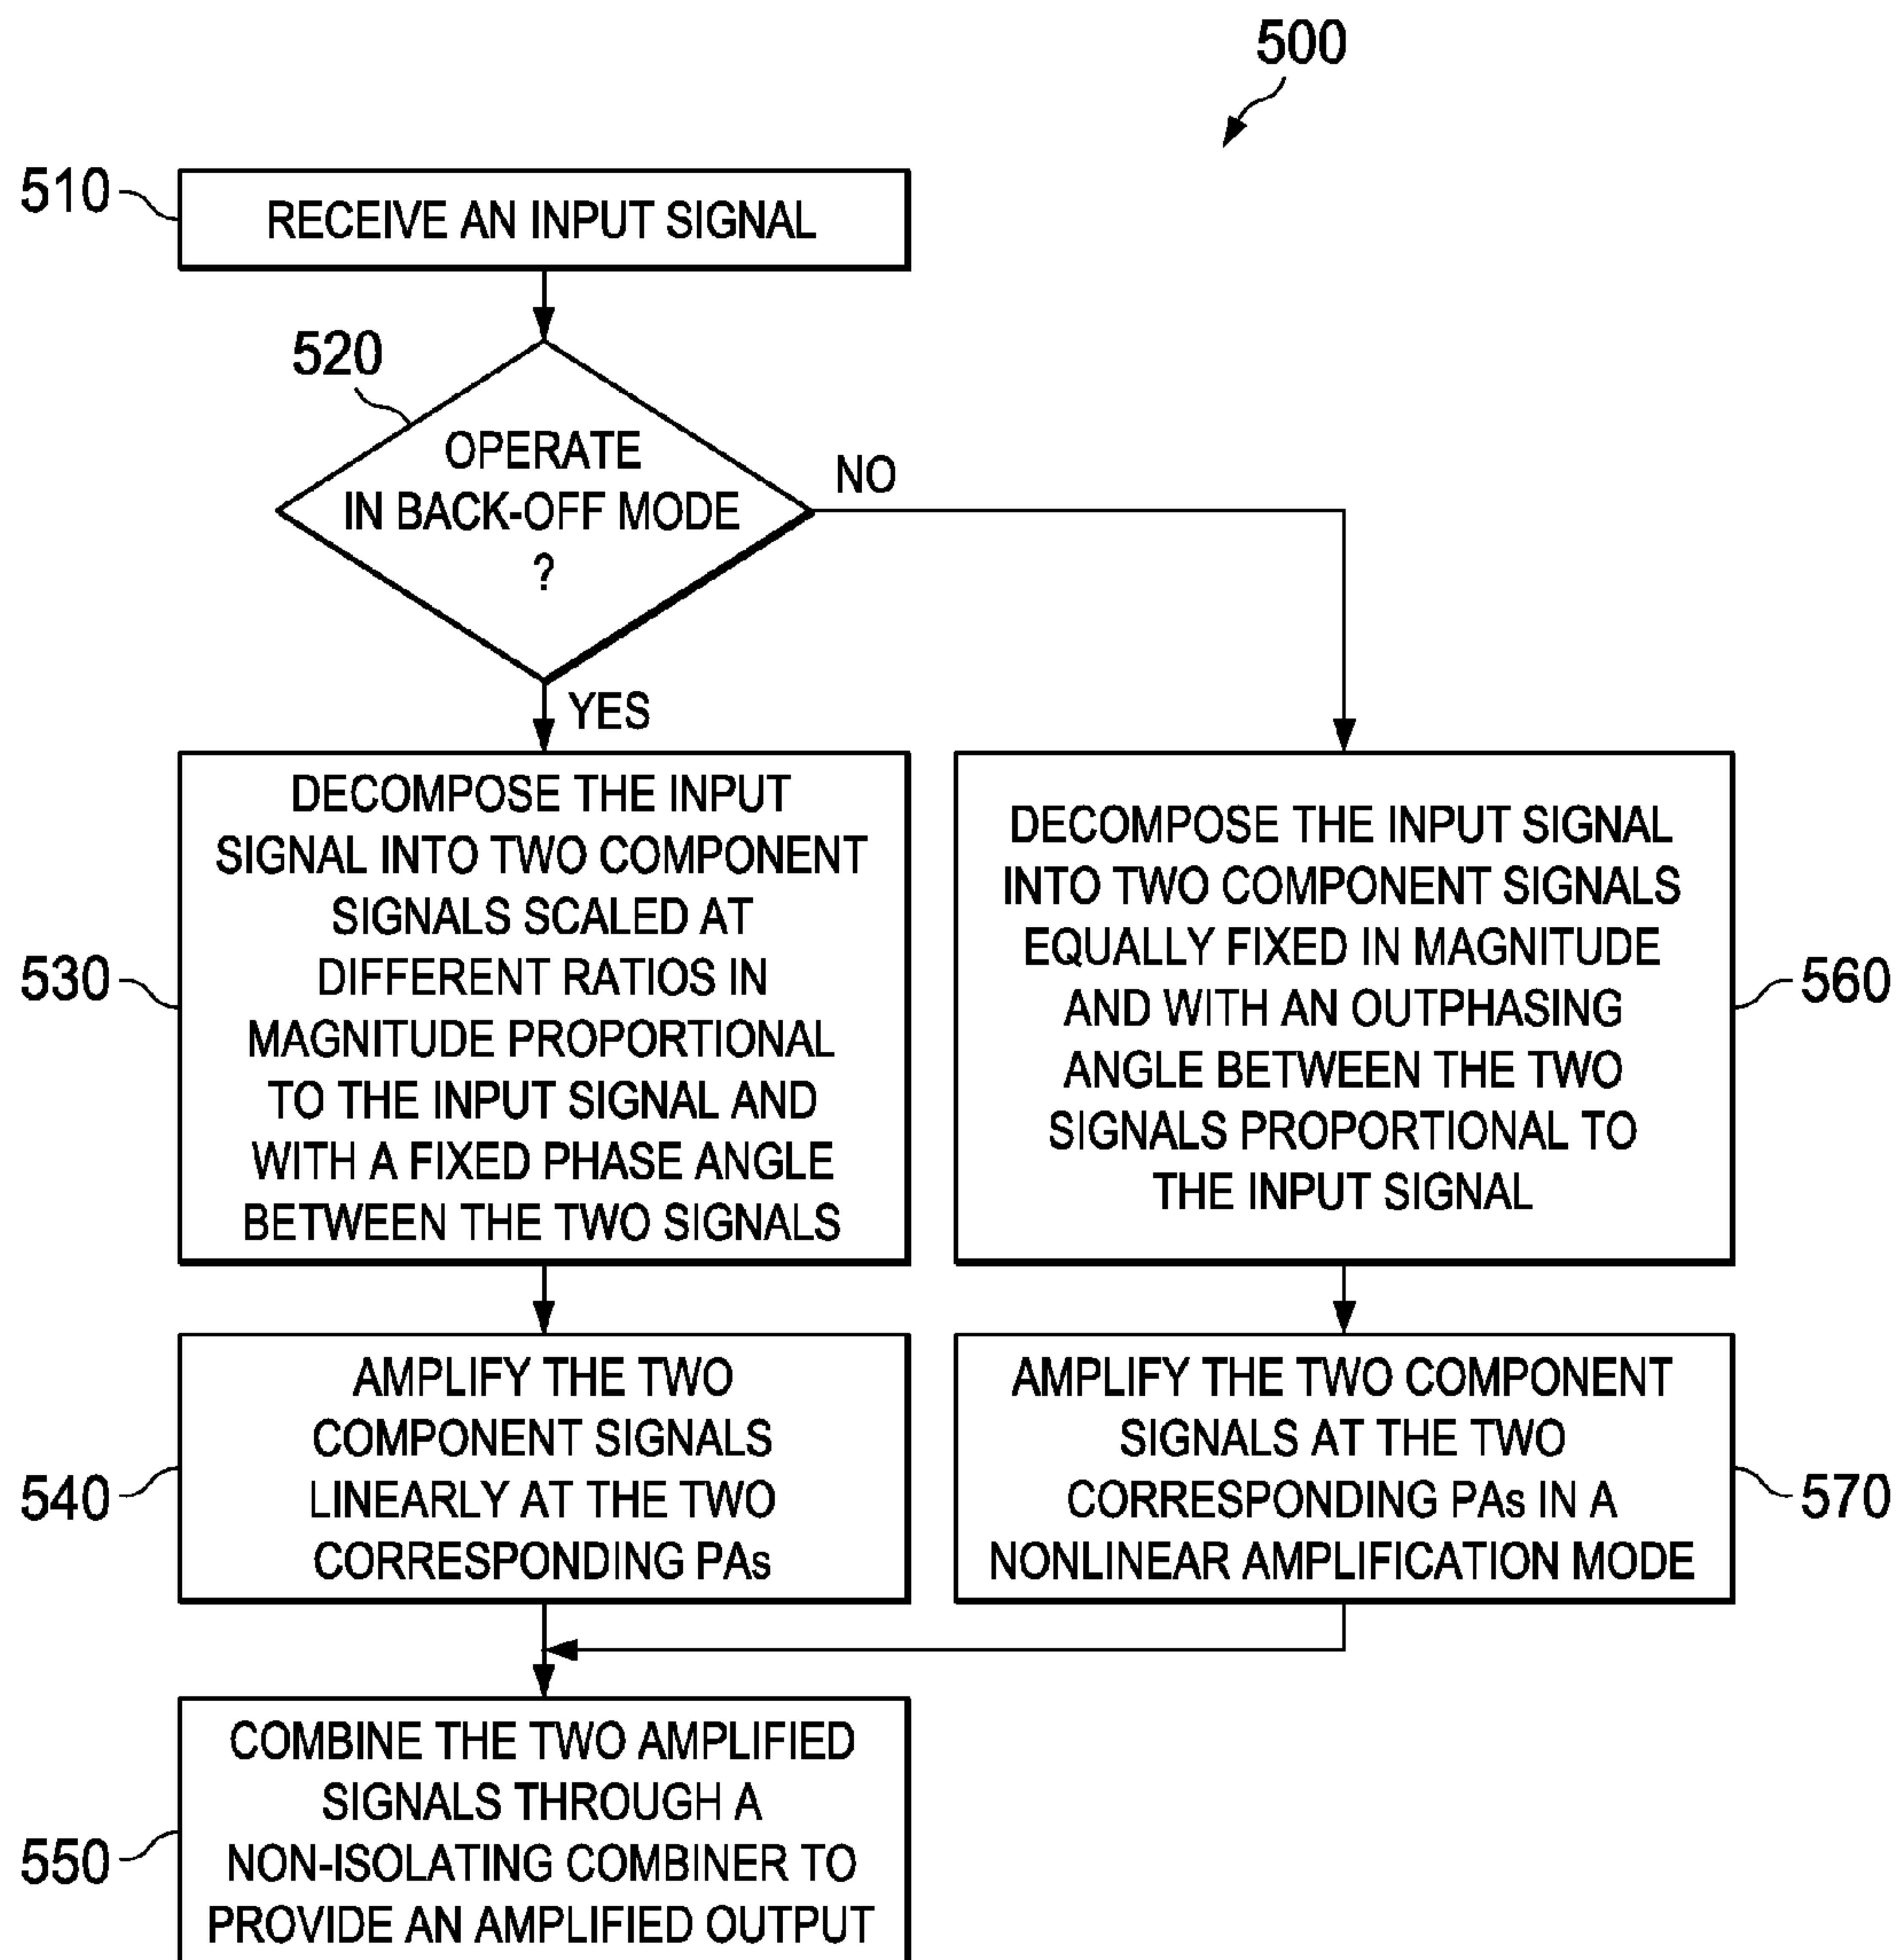 500
510
RECEIVE AN INPUT SIGNAL
520
OPERATE
IN BACK-OFF MODE
?
NO
YES
530
DECOMPOSE THE INPUT
SIGNAL INTO TWO COMPONENT
SIGNALS SCALED AT
DIFFERENT RATIOS IN
MAGNITUDE PROPORTIONAL
TO THE INPUT SIGNAL AND
WITH A FIXED PHASE ANGLE
BETWEEN THE TWO SIGNALS
DECOMPOSE THE INPUT SIGNAL
INTO TWO COMPONENT SIGNALS
EQUALLY FIXED IN MAGNITUDE
AND WITH AN OUTPHASING
ANGLE BETWEEN THE TWO
SIGNALS PROPORTIONAL TO
THE INPUT SIGNAL
560
540
AMPLIFY THE TWO
COMPONENT SIGNALS
LINEARLY AT THE TWO
CORRESPONDING PAs
AMPLIFY THE TWO COMPONENT
SIGNALS AT THE TWO
CORRESPONDING PAs IN A
NONLINEAR AMPLIFICATION MODE
570
550
COMBINE THE TWO AMPLIFIED
SIGNALS THROUGH A
NON-ISOLATING COMBINER TO
PROVIDE AN AMPLIFIED OUTPUT